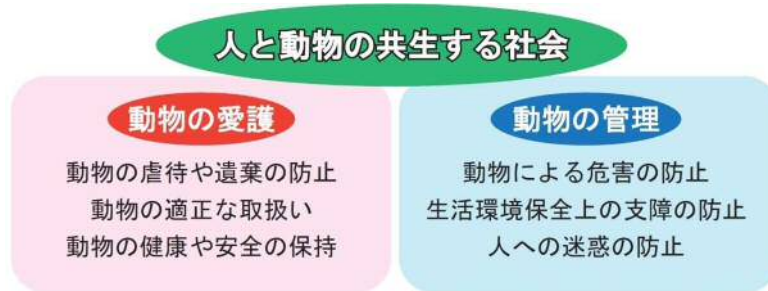 人と動物の共生する社会
動物の愛護
動物の虐待や遺棄の防止
動物の適正な取扱い
動物の健康や安全の保持
動物の管理
動物による危害の防止
生活環境保全上の支障の防止
人への迷惑の防止